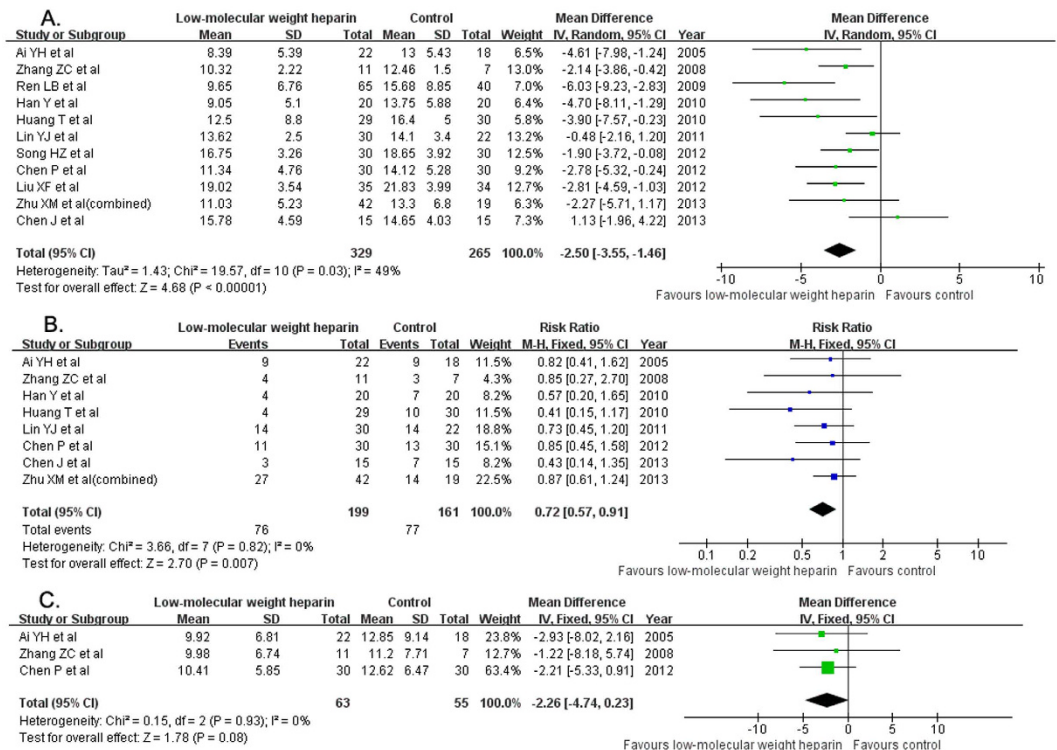 A.
Low-molecular weight heparin Control Mean Difference Mean Difference
Study or Subgroup Mean SD Total Mean SD Total Weight IV, Random, 95% CI Year IV, Random, 95% CI
Ai YH et al 8.39 5.39 22 13 5.43 18 6.5% -4.61 [-7.98, -1.24] 2005
Zhang ZC et al 10.32 2.22 11 12.46 1.5 7 13.0% -2.14 [-3.86, -0.42] 2008
Ren LB et al 9.65 6.76 65 15.68 8.85 40 7.0% -6.03 [-9.23, -2.83] 2009
Han Y et al 9.05 5.1 20 13.75 5.88 20 6.4% -4.70 [-8.11, -1.29] 2010
Huang T et al 12.5 8.8 29 16.4 5 30 5.8% -3.90 [-7.57, -0.23] 2010
Lin YJ et al 13.62 2.5 30 14.1 3.4 22 13.2% -0.48 [-2.16, 1.20] 2011
Song HZ et al 16.75 3.26 30 18.65 3.92 30 12.5% -1.90 [-3.72, -0.08] 2012
Chen P et al 11.34 4.76 30 14.12 5.28 30 9.2% -2.78 [-5.32, -0.24] 2012
Liu XF et al 19.02 3.54 35 21.83 3.99 34 12.7% -2.81 [-4.59, -1.03] 2012
Zhu XM et al(combined) 11.03 5.23 42 13.3 6.8 19 6.3% -2.27 [-5.71, 1.17] 2013
Chen J et al 15.78 4.59 15 14.65 4.03 15 7.3% 1.13 [-1.96, 4.22] 2013
Total (95% CI) 329 265 100.0% -2.50 [-3.55, -1.46]
Heterogeneity: Tau² = 1.43; Chi² = 19.57, df = 10 (P = 0.03); I² = 49%
Test for overall effect: Z = 4.68 (P < 0.00001)
-10 -5 0 5 10
Favours low-molecular weight heparin Favours control
B.
Low-molecular weight heparin Control Risk Ratio Risk Ratio
Study or Subgroup Events Total Events Total Weight M-H, Fixed, 95% CI Year M-H, Fixed, 95% CI
Ai YH et al 9 22 9 18 11.5% 0.82 [0.41, 1.62] 2005
Zhang ZC et al 4 11 3 7 4.3% 0.85 [0.27, 2.70] 2008
Han Y et al 4 20 7 20 8.2% 0.57 [0.20, 1.65] 2010
Huang T et al 4 29 10 30 11.5% 0.41 [0.15, 1.17] 2010
Lin YJ et al 14 30 14 22 18.8% 0.73 [0.45, 1.20] 2011
Chen P et al 11 30 13 30 15.1% 0.85 [0.45, 1.58] 2012
Chen J et al 3 15 7 15 8.2% 0.43 [0.14, 1.35] 2013
Zhu XM et al(combined) 27 42 14 19 22.5% 0.87 [0.61, 1.24] 2013
Total (95% CI) 199 161 100.0% 0.72 [0.57, 0.91]
Total events 76 77
Heterogeneity: Chi² = 3.66, df = 7 (P = 0.82); I² = 0%
Test for overall effect: Z = 2.70 (P = 0.007)
0.1 0.2 0.5 1 2 5 10
Favours low-molecular weight heparin Favours control
C.
Low-molecular weight heparin Control Mean Difference Mean Difference
Study or Subgroup Mean SD Total Mean SD Total Weight IV, Fixed, 95% CI Year IV, Fixed, 95% CI
Ai YH et al 9.92 6.81 22 12.85 9.14 18 23.8% -2.93 [-8.02, 2.16] 2005
Zhang ZC et al 9.98 6.74 11 11.2 7.71 7 12.7% -1.22 [-8.18, 5.74] 2008
Chen P et al 10.41 5.85 30 12.62 6.47 30 63.4% -2.21 [-5.33, 0.91] 2012
Total (95% CI) 63 55 100.0% -2.26 [-4.74, 0.23]
Heterogeneity: Chi² = 0.15, df = 2 (P = 0.93); I² = 0%
Test for overall effect: Z = 1.78 (P = 0.08)
-10 -5 0 5 10
Favours low-molecular weight heparin Favours control